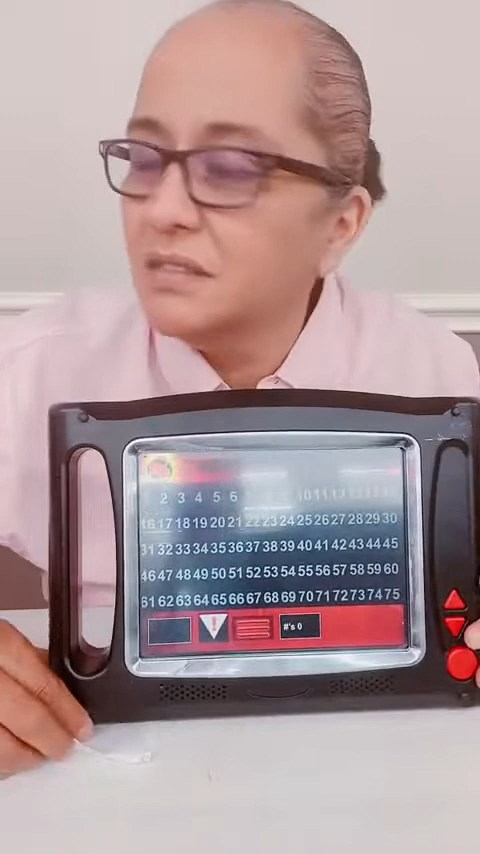 2 3 4 5 6 10 11 12 13
16 17 18 19 20 21 22 23 24 25 26 27 28 29 30
31 32 33 34 35 36 37 38 39 40 41 42 43 44 45
46 47 48 49 50 51 52 53 54 55 56 57 58 59 60
61 62 63 64 65 66 67 68 69 70 71 72 73 74 75
!
#'s 0